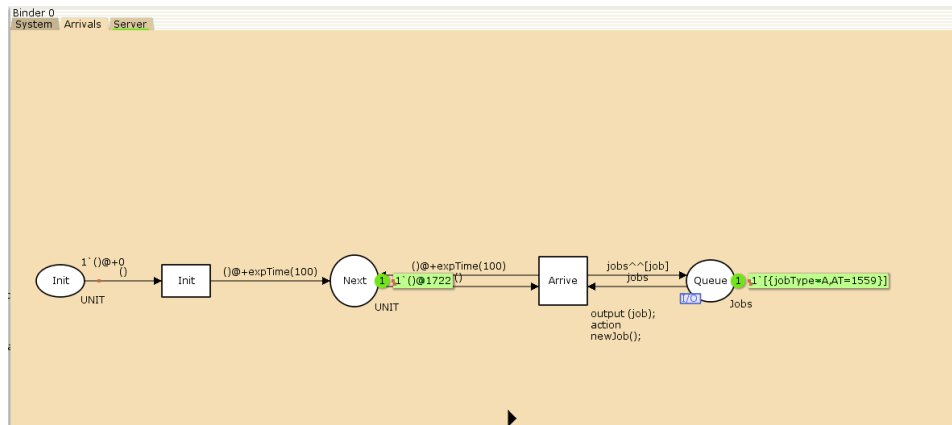 Binder 0
System Arrivals Server
1`()@+0
()
Init
UNIT
Init
()@+expTime(100)
Next
1
1`()@1722
UNIT
()@+expTime(100)
()
Arrive
output (job);
action
newJob();
jobs^^[job]
jobs
Queue
I/O
1
1`[{jobType=A,AT=1559}]
Jobs